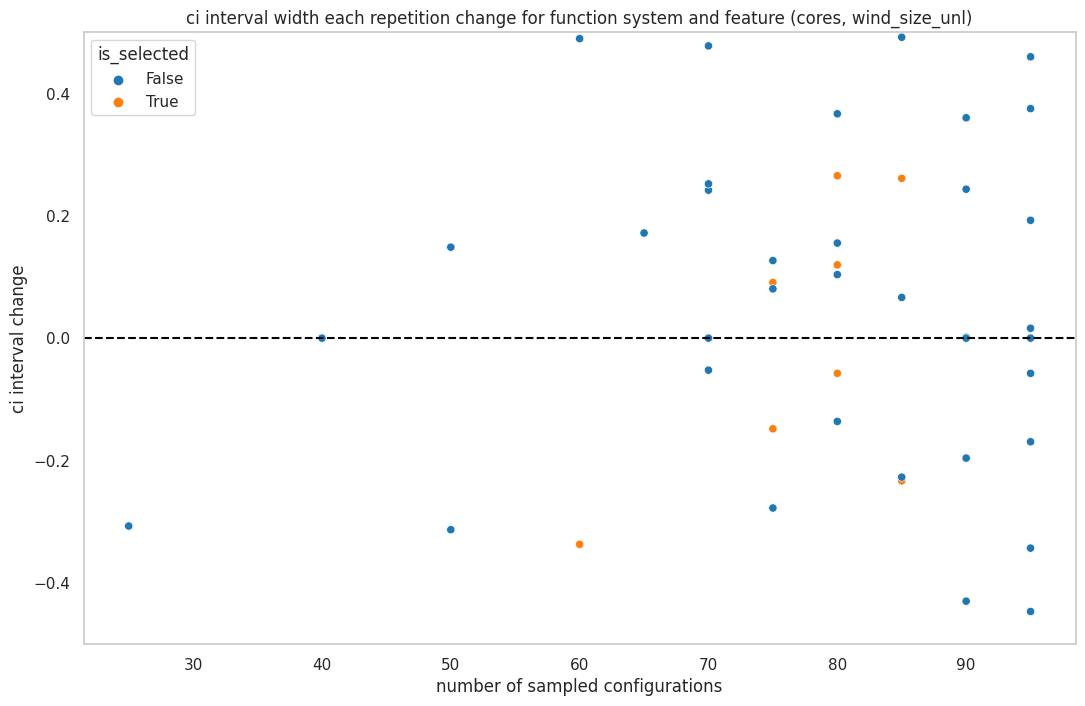 ci interval width each repetition change for function system and feature (cores, wind_size_unl)
is_selected
False
True
ci interval change
0.4
0.2
0.0
−0.2
−0.4
30 40 50 60 70 80 90
number of sampled configurations